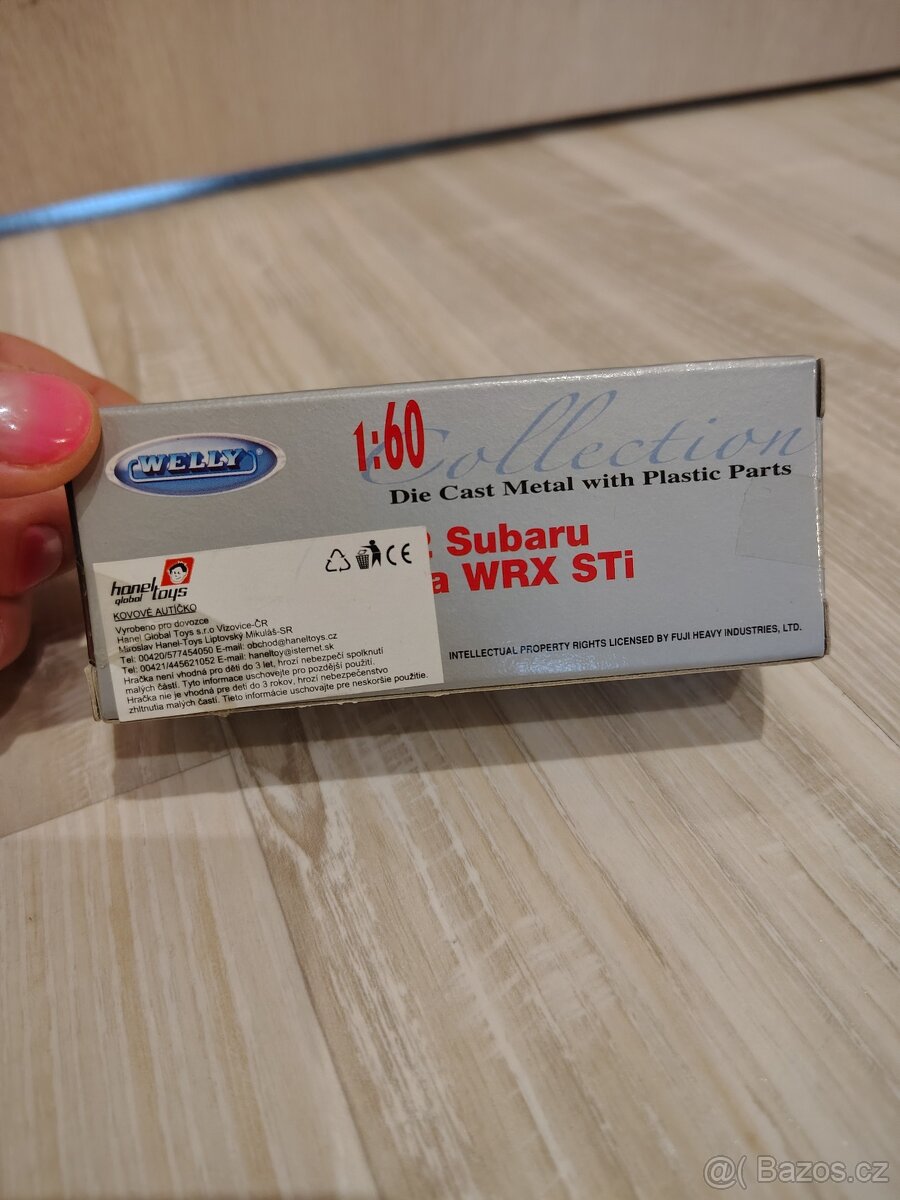 WELLY
1:60
Collection
Die Cast Metal with Plastic Parts
Subaru
a WRX STi
INTELLECTUAL PROPERTY RIGHTS LICENSED BY FUJI HEAVY INDUSTRIES, LTD.
hanel toys
global
CE
KOVOVÉ AUTÍČKO
Vyrobeno pro dovozce
Hanel Global Toys s.r.o Vizovice-ČR
Miroslav Hanel-Toys Liptovský Mikuláš-SR
Tel: 00420/577454050 E-mail: obchod@haneltoys.cz
Tel: 00421/445621052 E-mail: haneltoy@isternet.sk
Hračka není vhodná pro děti do 3 let, hrozí nebezpečí spolknutí
malých částí. Tyto informace uschovejte pro pozdější použití.
Hračka nie je vhodná pre deti do 3 rokov, hrozí nebezpečenstvo
zhltnutia malých častí. Tieto informácie uschovajte pre neskoršie použitie.
@( Bazos.cz